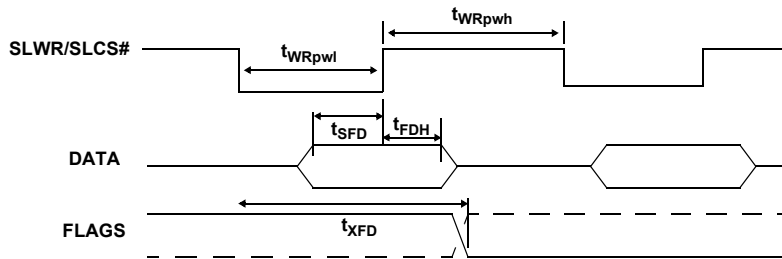 SLWR/SLCS#
tWRpwl
tWRpwh
DATA
tSFD
tFDH
FLAGS
tXFD